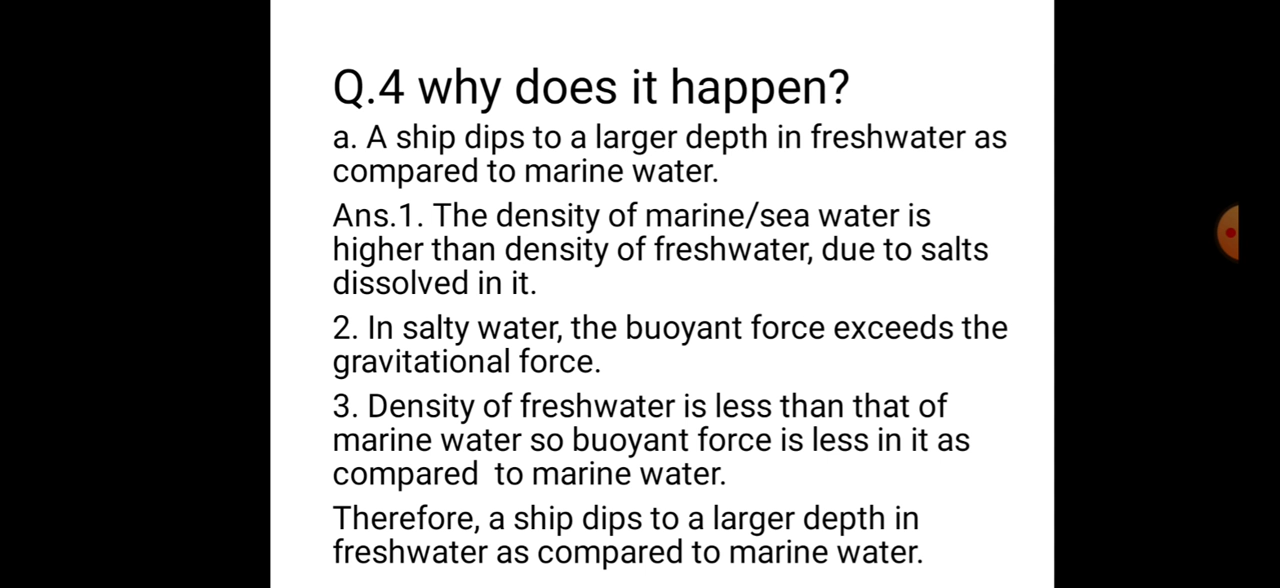 Q.4 why does it happen?
a. A ship dips to a larger depth in freshwater as
compared to marine water.
Ans.1. The density of marine/sea water is
higher than density of freshwater, due to salts
dissolved in it.
2. In salty water, the buoyant force exceeds the
gravitational force.
3. Density of freshwater is less than that of
marine water so buoyant force is less in it as
compared  to marine water.
Therefore, a ship dips to a larger depth in
freshwater as compared to marine water.